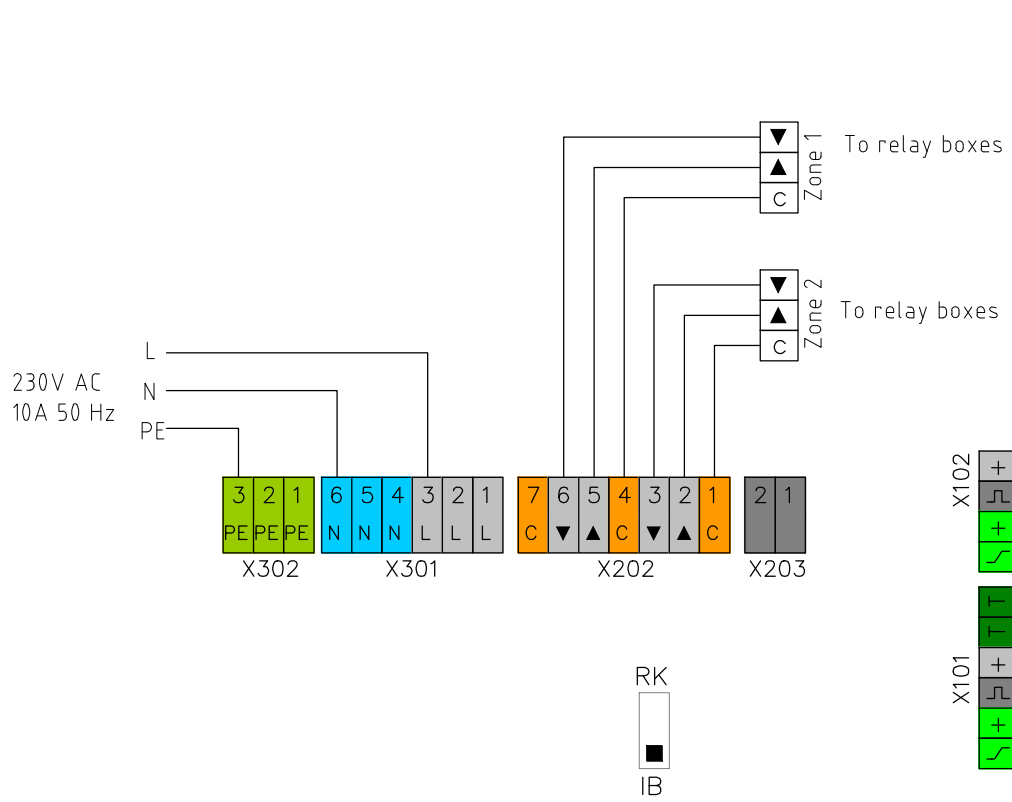 Zone 1
To relay boxes
▼
▲
C
Zone 2
To relay boxes
▼
▲
C
L
230V AC
10A 50 Hz
N
PE
3 2 1
PE PE PE
X302
6 5 4 3 2 1
N N N L L L
X301
7 6 5 4 3 2 1
C ▼ ▲ C ▼ ▲ C
X202
2 1
X203
X102
+
+
X101
+
+
RK
IB